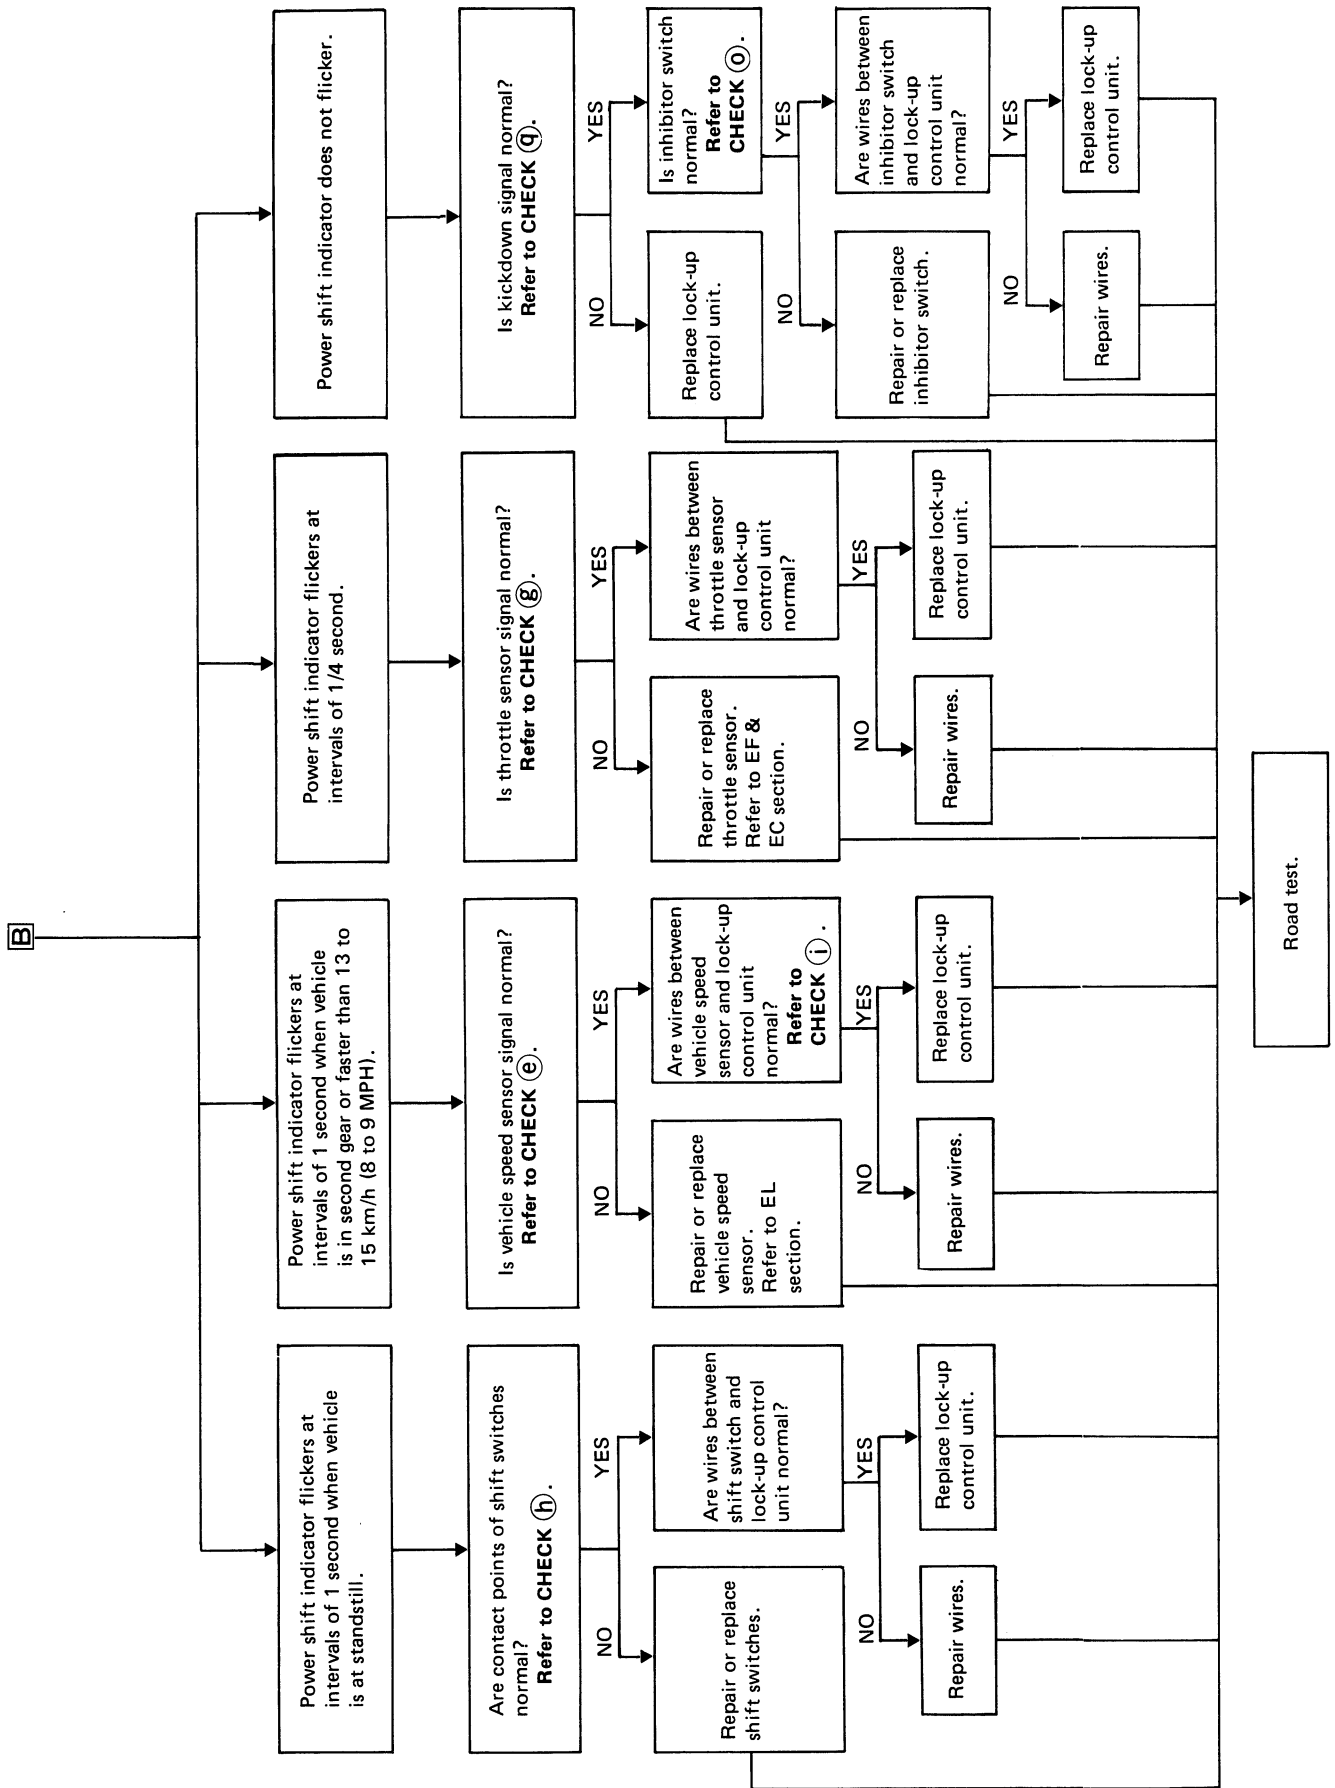 B
Power shift indicator flickers at
intervals of 1 second when vehicle
is at standstill.
Are contact points of shift switches
normal?
Refer to CHECK ⓗ.
NO
YES
Repair or replace
shift switches.
Are wires between
shift switch and
lock-up control
unit normal?
NO
YES
Repair wires.
Replace lock-up
control unit.
Power shift indicator flickers at
intervals of 1 second when vehicle
is in second gear or faster than 13 to
15 km/h (8 to 9 MPH).
Is vehicle speed sensor signal normal?
Refer to CHECK ⓔ.
NO
YES
Repair or replace
vehicle speed
sensor.
Refer to EL
section.
Are wires between
vehicle speed
sensor and lock-up
control unit
normal?
Refer to
CHECK ⓘ.
NO
YES
Repair wires.
Replace lock-up
control unit.
Power shift indicator flickers at
intervals of 1/4 second.
Is throttle sensor signal normal?
Refer to CHECK ⓖ.
NO
YES
Repair or replace
throttle sensor.
Refer to EF &
EC section.
Are wires between
throttle sensor
and lock-up
control unit
normal?
NO
YES
Repair wires.
Replace lock-up
control unit.
Power shift indicator does not flicker.
Is kickdown signal normal?
Refer to CHECK ⓠ.
NO
YES
Replace lock-up
control unit.
Is inhibitor switch
normal?
Refer to
CHECK ⓞ.
NO
YES
Repair or replace
inhibitor switch.
Are wires between
inhibitor switch
and lock-up
control unit
normal?
NO
YES
Repair wires.
Replace lock-up
control unit.
Road test.